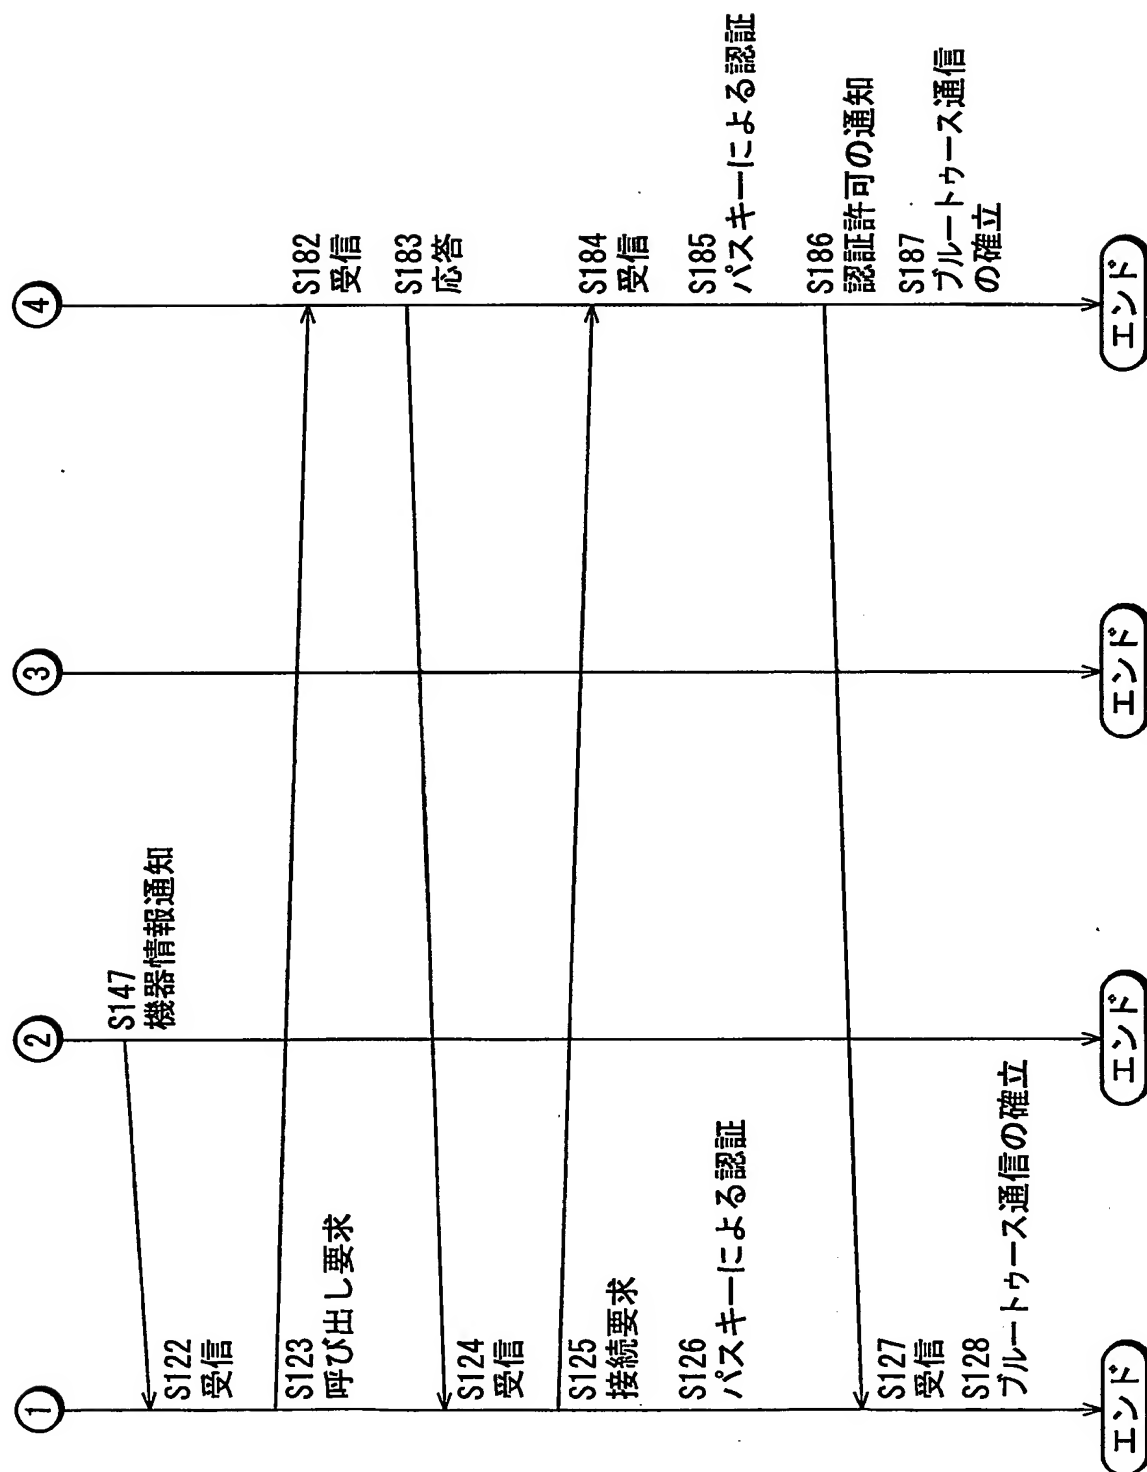 ①
②
③
④
S147
機器情報通知
S122
受信
S123
呼び出し要求
S182
受信
S183
応答
S124
受信
S125
接続要求
S184
受信
S126
パスキーによる認証
S185
パスキーによる認証
S186
認証許可の通知
S127
受信
S128
ブルートゥース通信の確立
S187
ブルートゥース通信
の確立
エンド
エンド
エンド
エンド